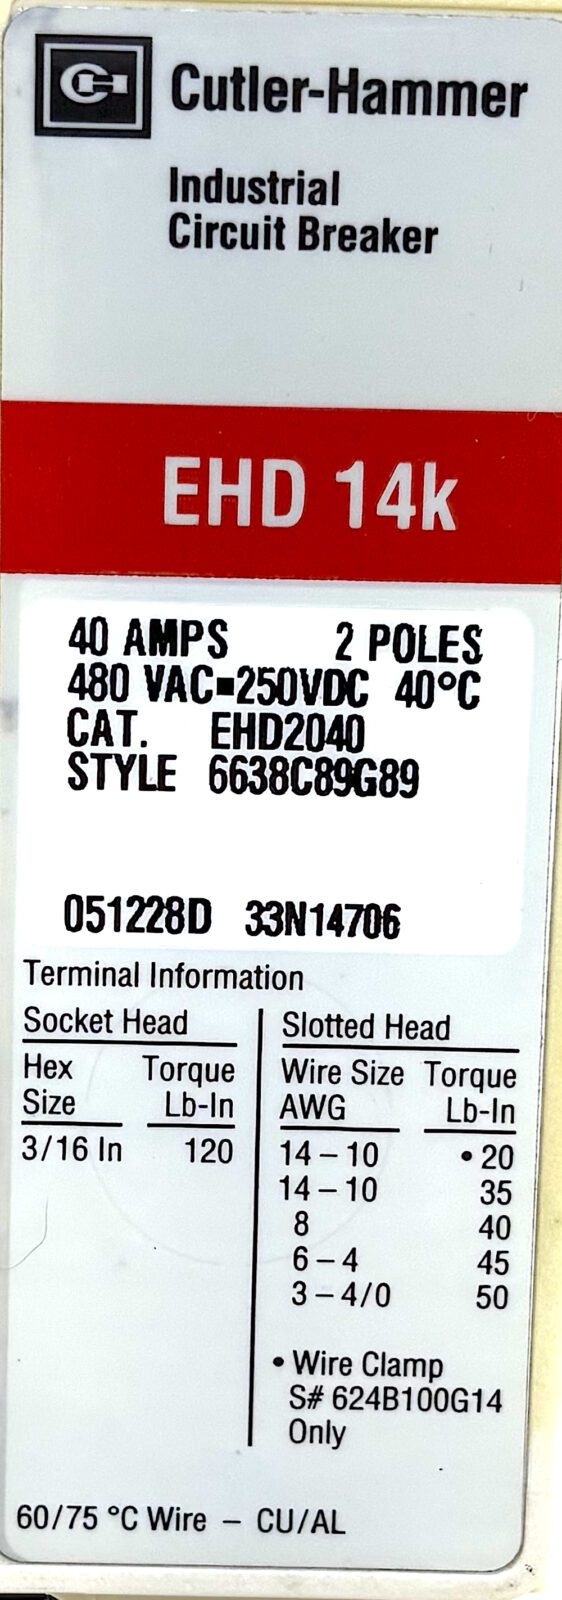 CH Cutler-Hammer
Industrial
Circuit Breaker
EHD 14k
40 AMPS 2 POLES
480 VAC▪250VDC 40°C
CAT. EHD2040
STYLE 6638C89G89
051228D 33N14706
Terminal Information
Socket Head
Hex Torque
Size Lb-In
3/16 In 120
Slotted Head
Wire Size Torque
AWG Lb-In
14 – 10 • 20
14 – 10 35
8 40
6 – 4 45
3 – 4/0 50
• Wire Clamp
S# 624B100G14
Only
60/75 °C Wire – CU/AL